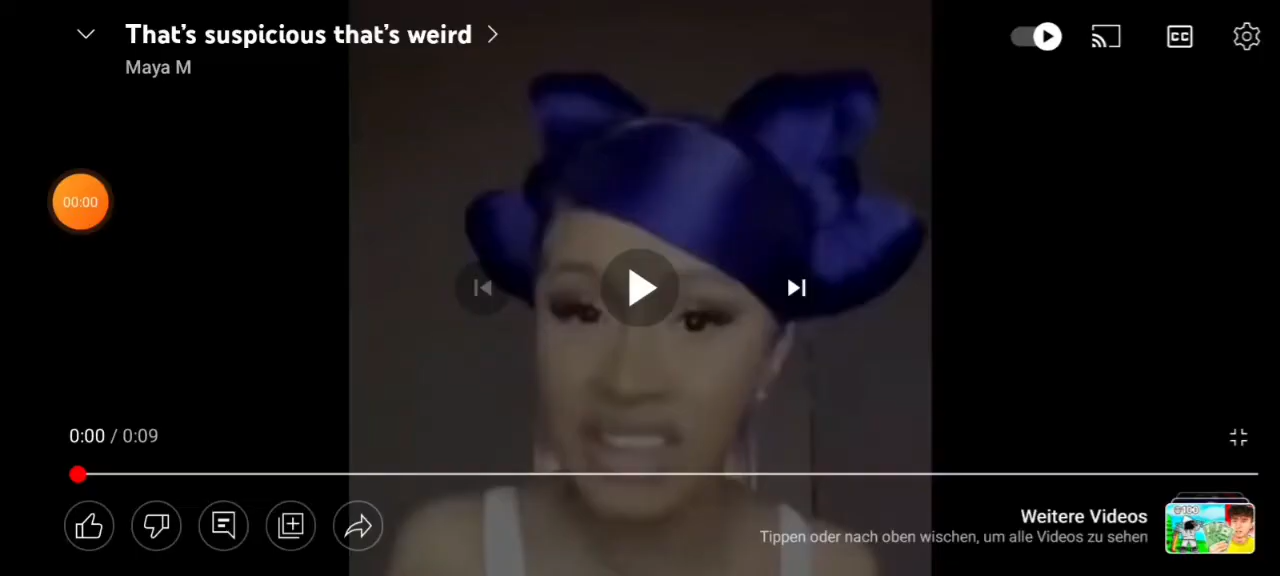 That's suspicious that's weird
Maya M
CC
00:00
0:00 / 0:09
Weitere Videos
Tippen oder nach oben wischen, um alle Videos zu sehen